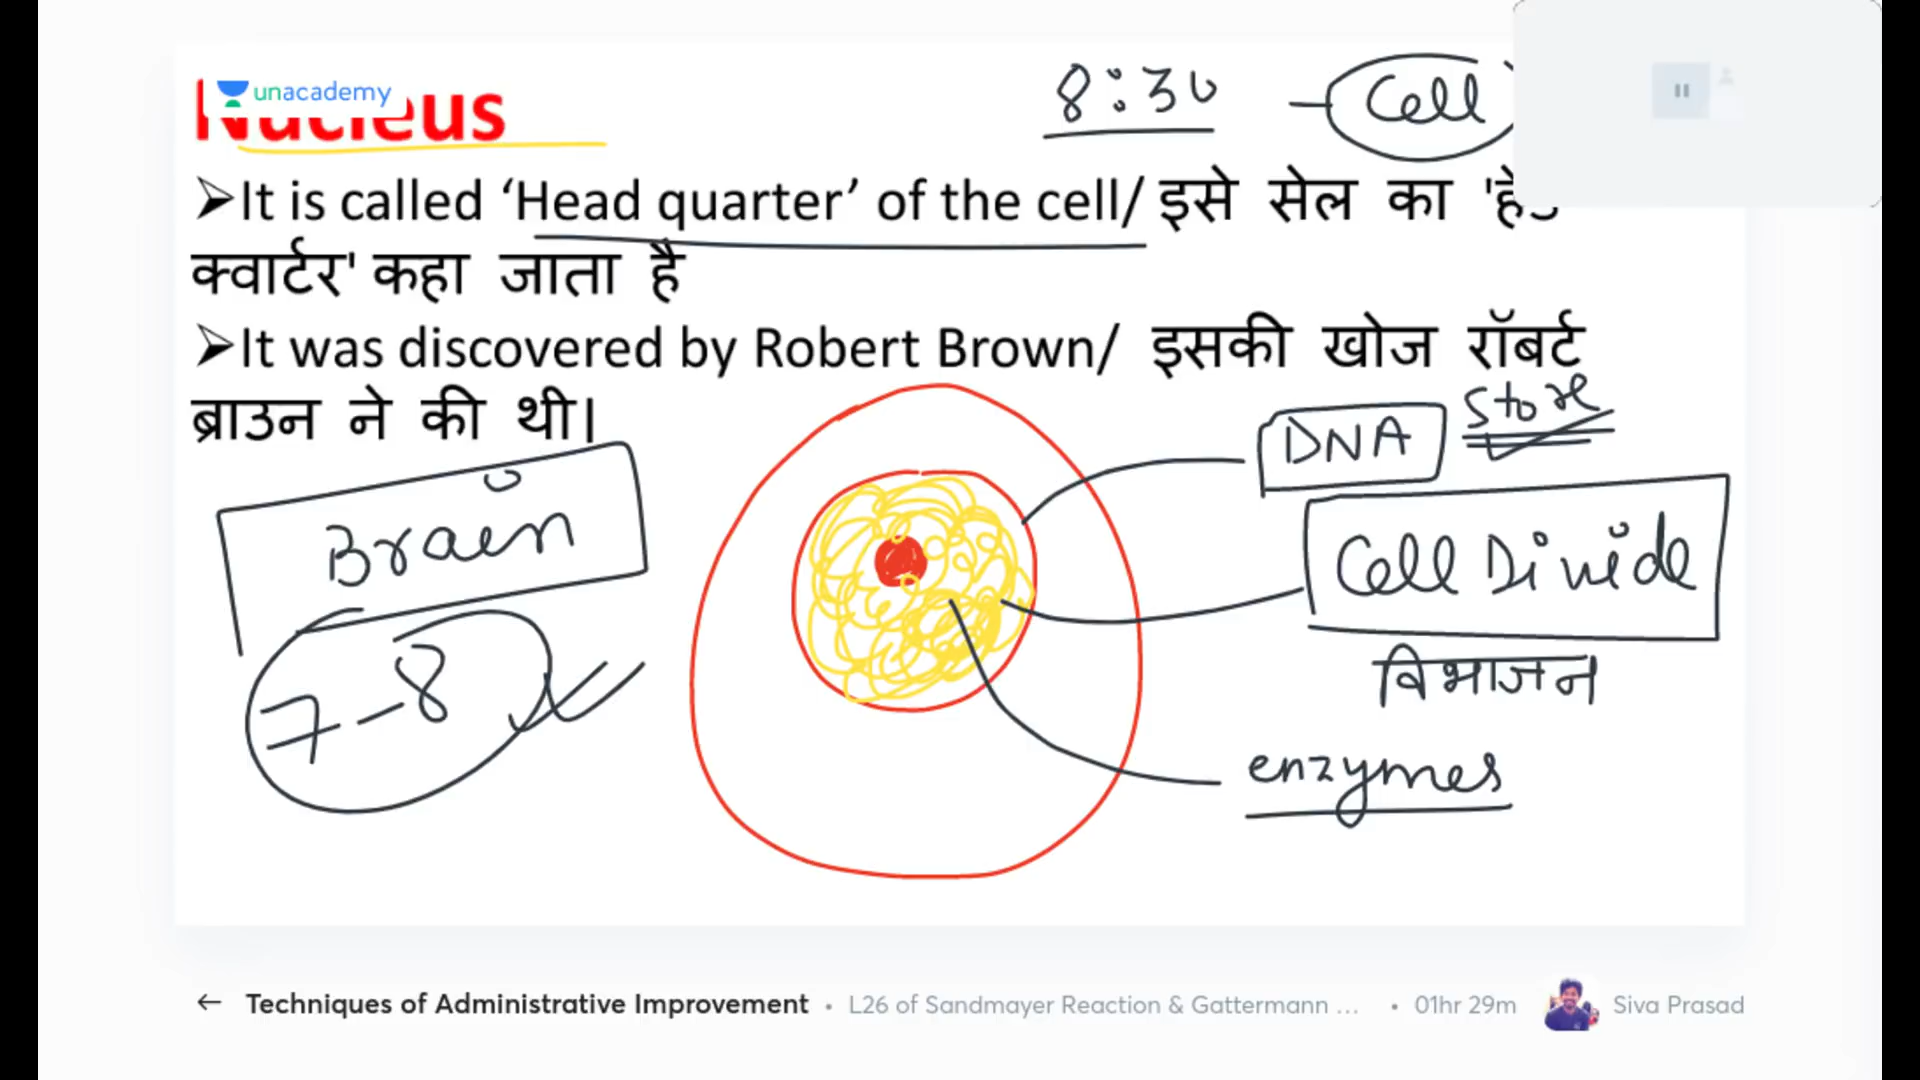 unacademy
Nucleus
8:30
Cell
➢It is called ‘Head quarter’ of the cell/ इसे सेल का
क्वार्टर' कहा जाता है
➢It was discovered by Robert Brown/ इसकी खोज रॉबर्ट
ब्राउन ने की थी।
Store
DNA
Brain
Cell Divide
7-8
विभाजन
enzymes
Techniques of Administrative Improvement • L26 of Sandmayer Reaction & Gattermann ... • 01hr 29m Siva Prasad